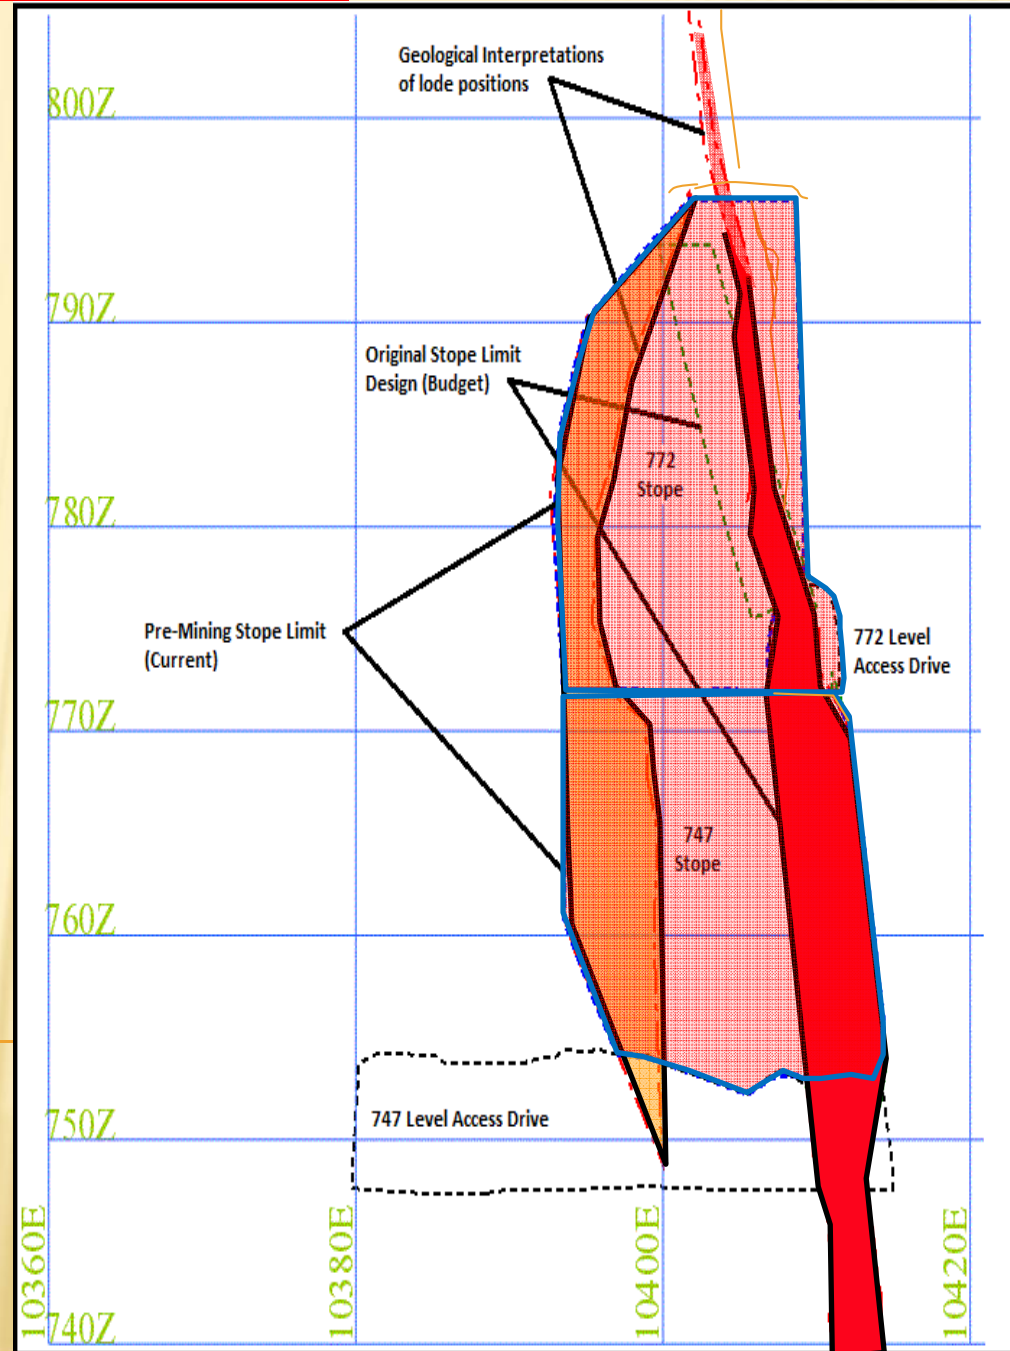 Geological Interpretations
of lode positions
800Z
790Z
Original Stope Limit
Design (Budget)
772
Stope
780Z
Pre-Mining Stope Limit
(Current)
772 Level
Access Drive
770Z
747
Stope
760Z
747 Level Access Drive
750Z
10360E
10380E
10400E
10420E
740Z